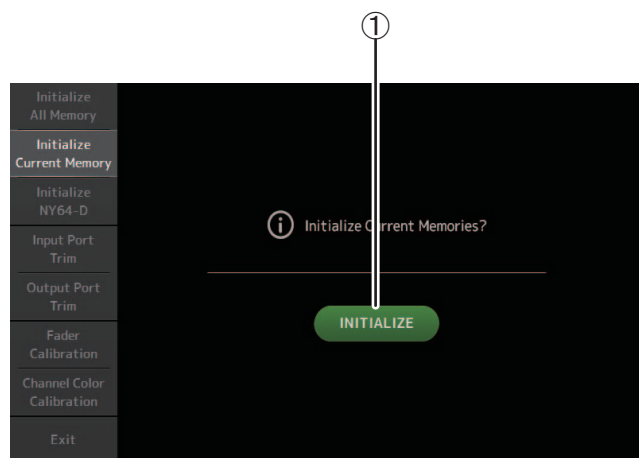 ①
Initialize
All Memory
Initialize
Current Memory
Initialize
NY64-D
Input Port
Trim
Output Port
Trim
Fader
Calibration
Channel Color
Calibration
Exit
Initialize Current Memories?
INITIALIZE